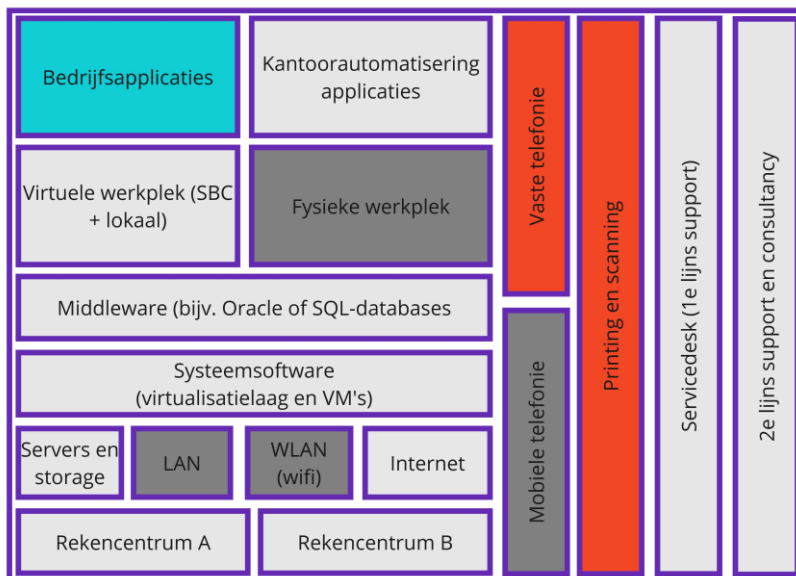 Bedrijfsapplicaties
Kantoorautomatisering
applicaties
Virtuele werkplek (SBC
+ lokaal)
Fysieke werkplek
Middleware (bijv. Oracle of SQL-databases
Systeemsoftware
(virtualisatielaag en VM's)
Servers en
storage
LAN
WLAN
(wifi)
Internet
Rekencentrum A
Rekencentrum B
Vaste telefonie
Mobiele telefonie
Printing en scanning
Servicedesk (1e lijns support)
2e lijns support en consultancy